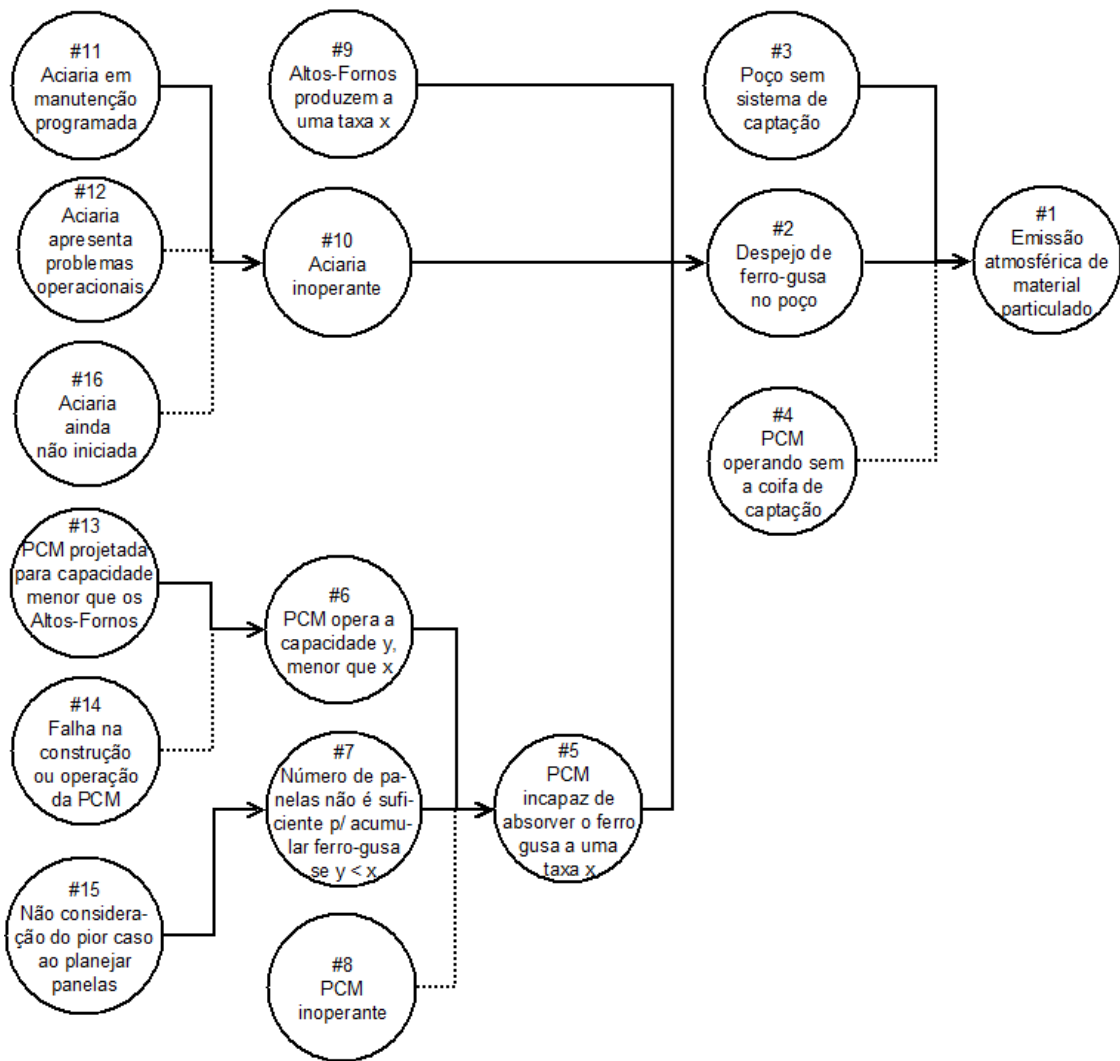 #11
Aciaria em
manutenção
programada
#9
Altos-Fornos
produzem a
uma taxa x
#3
Poço sem
sistema de
captação
#12
Aciaria
apresenta
problemas
operacionais
#10
Aciaria
inoperante
#2
Despejo de
ferro-gusa
no poço
#1
Emissão
atmosférica de
material
particulado
#16
Aciaria
ainda
não iniciada
#4
PCM
operando sem
a coifa de
captação
#13
PCM projetada
para capacidade
menor que os
Altos-Fornos
#6
PCM opera a
capacidade y,
menor que x
#14
Falha na
construção
ou operação
da PCM
#7
Número de pa-
nelas não é sufi-
ciente p/ acumu-
lar ferro-gusa
se y < x
#5
PCM
incapaz de
absorver o ferro
gusa a uma
taxa x
#15
Não considera-
ção do pior caso
ao planejar
panelas
#8
PCM
inoperante